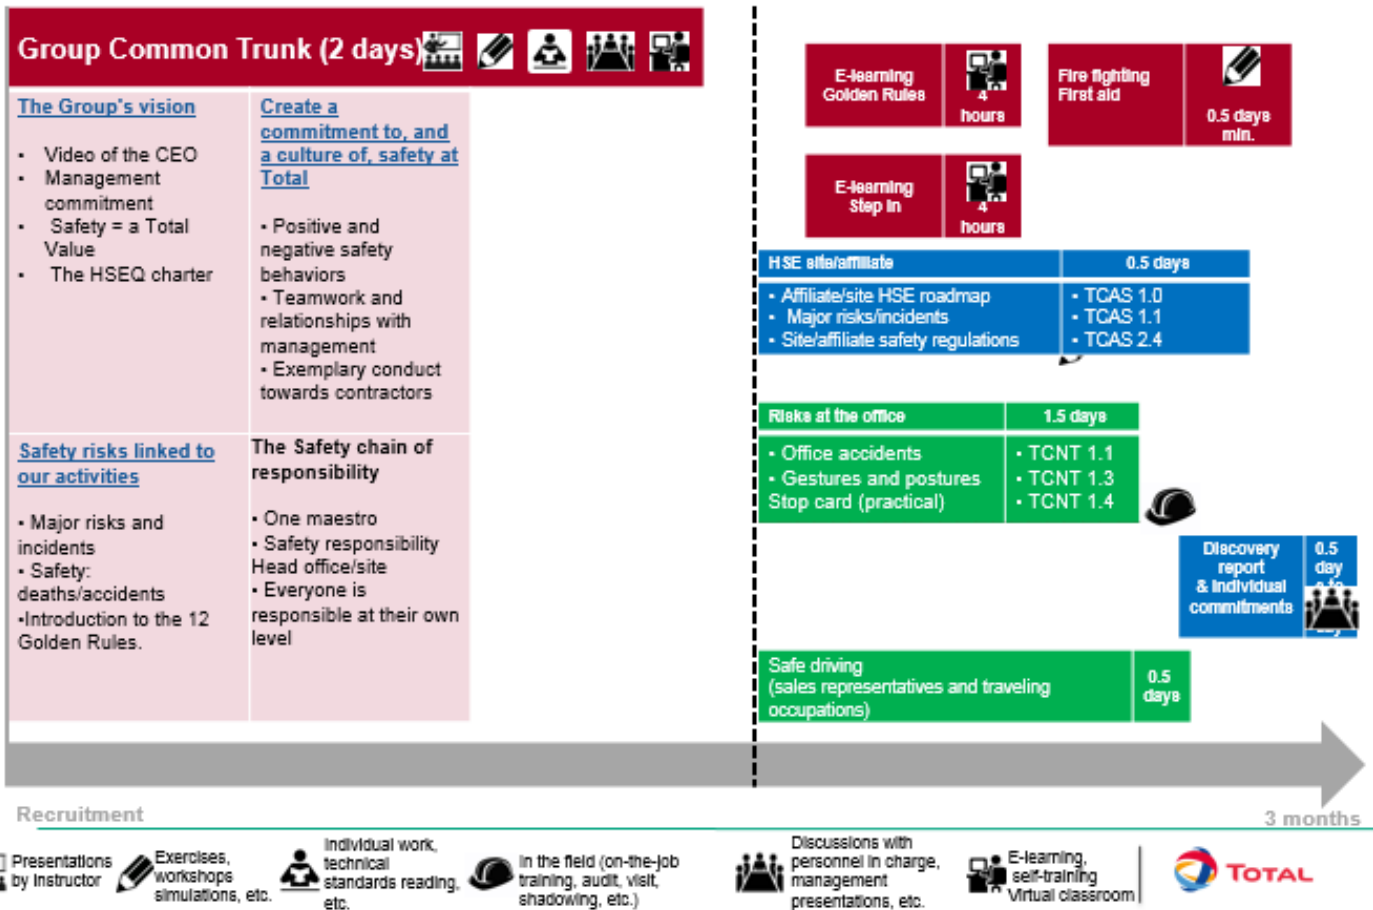 Group Common Trunk (2 days)
The Group's vision
• Video of the CEO
• Management
commitment
• Safety = a Total
Value
• The HSEQ charter
Create a
commitment to, and
a culture of, safety at
Total
• Positive and
negative safety
behaviors
• Teamwork and
relationships with
management
• Exemplary conduct
towards contractors
Safety risks linked to
our activities
• Major risks and
incidents
• Safety:
deaths/accidents
•Introduction to the 12
Golden Rules.
The Safety chain of
responsibility
• One maestro
• Safety responsibility
Head office/site
• Everyone is
responsible at their own
level
E-learning
Golden Rules
4
hours
Fire fighting
First aid
0.5 days
min.
E-learning
Step In
4
hours
HSE site/affiliate
0.5 days
• Affiliate/site HSE roadmap
• Major risks/incidents
• Site/affiliate safety regulations
• TCAS 1.0
• TCAS 1.1
• TCAS 2.4
Risks at the office
1.5 days
• Office accidents
• Gestures and postures
Stop card (practical)
• TCNT 1.1
• TCNT 1.3
• TCNT 1.4
Discovery
report
& Individual
commitments
0.5
day
Safe driving
(sales representatives and traveling
occupations)
0.5
days
Recruitment
3 months
Presentations
by Instructor
Exercises,
workshops
simulations, etc.
Individual work,
technical
standards reading,
etc.
In the field (on-the-job
training, audit, visit,
shadowing, etc.)
Discussions with
personnel in charge,
management
presentations, etc.
E-learning,
self-training
Virtual classroom
TOTAL